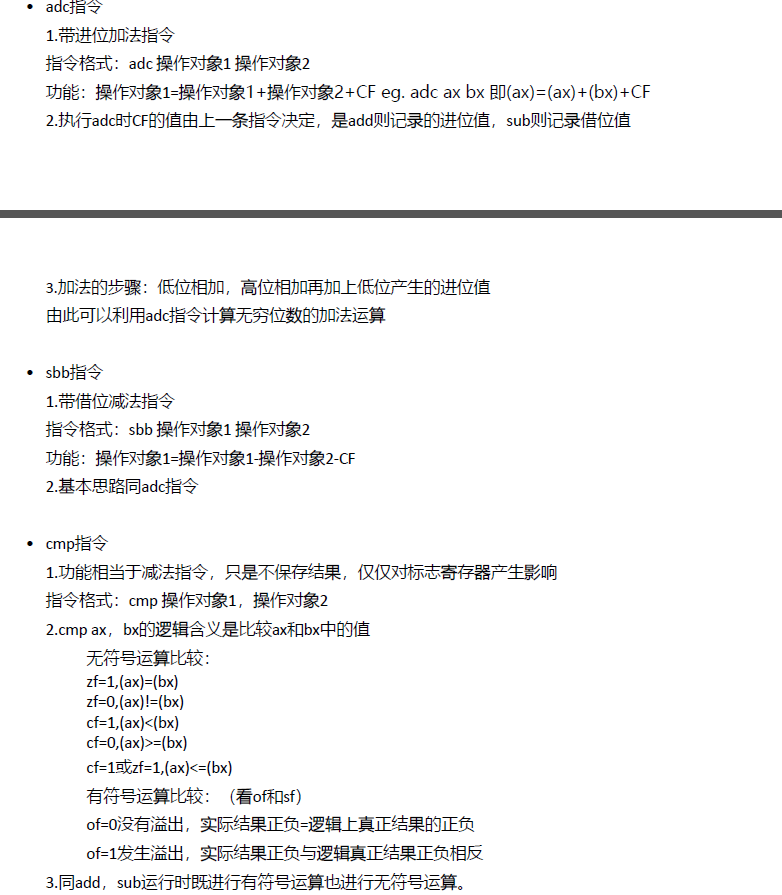 • adc指令
1.带进位加法指令
指令格式：adc 操作对象1 操作对象2
功能：操作对象1=操作对象1+操作对象2+CF eg. adc ax bx 即(ax)=(ax)+(bx)+CF
2.执行adc时CF的值由上一条指令决定，是add则记录的进位值，sub则记录借位值
3.加法的步骤：低位相加，高位相加再加上低位产生的进位值
由此可以利用adc指令计算无穷位数的加法运算
• sbb指令
1.带借位减法指令
指令格式：sbb 操作对象1 操作对象2
功能：操作对象1=操作对象1-操作对象2-CF
2.基本思路同adc指令
• cmp指令
1.功能相当于减法指令，只是不保存结果，仅仅对标志寄存器产生影响
指令格式：cmp 操作对象1，操作对象2
2.cmp ax，bx的逻辑含义是比较ax和bx中的值
无符号运算比较：
zf=1,(ax)=(bx)
zf=0,(ax)!=(bx)
cf=1,(ax)<(bx)
cf=0,(ax)>=(bx)
cf=1或zf=1,(ax)<=(bx)
有符号运算比较：（看of和sf）
of=0没有溢出，实际结果正负=逻辑上真正结果的正负
of=1发生溢出，实际结果正负与逻辑真正结果正负相反
3.同add，sub运行时既进行有符号运算也进行无符号运算。